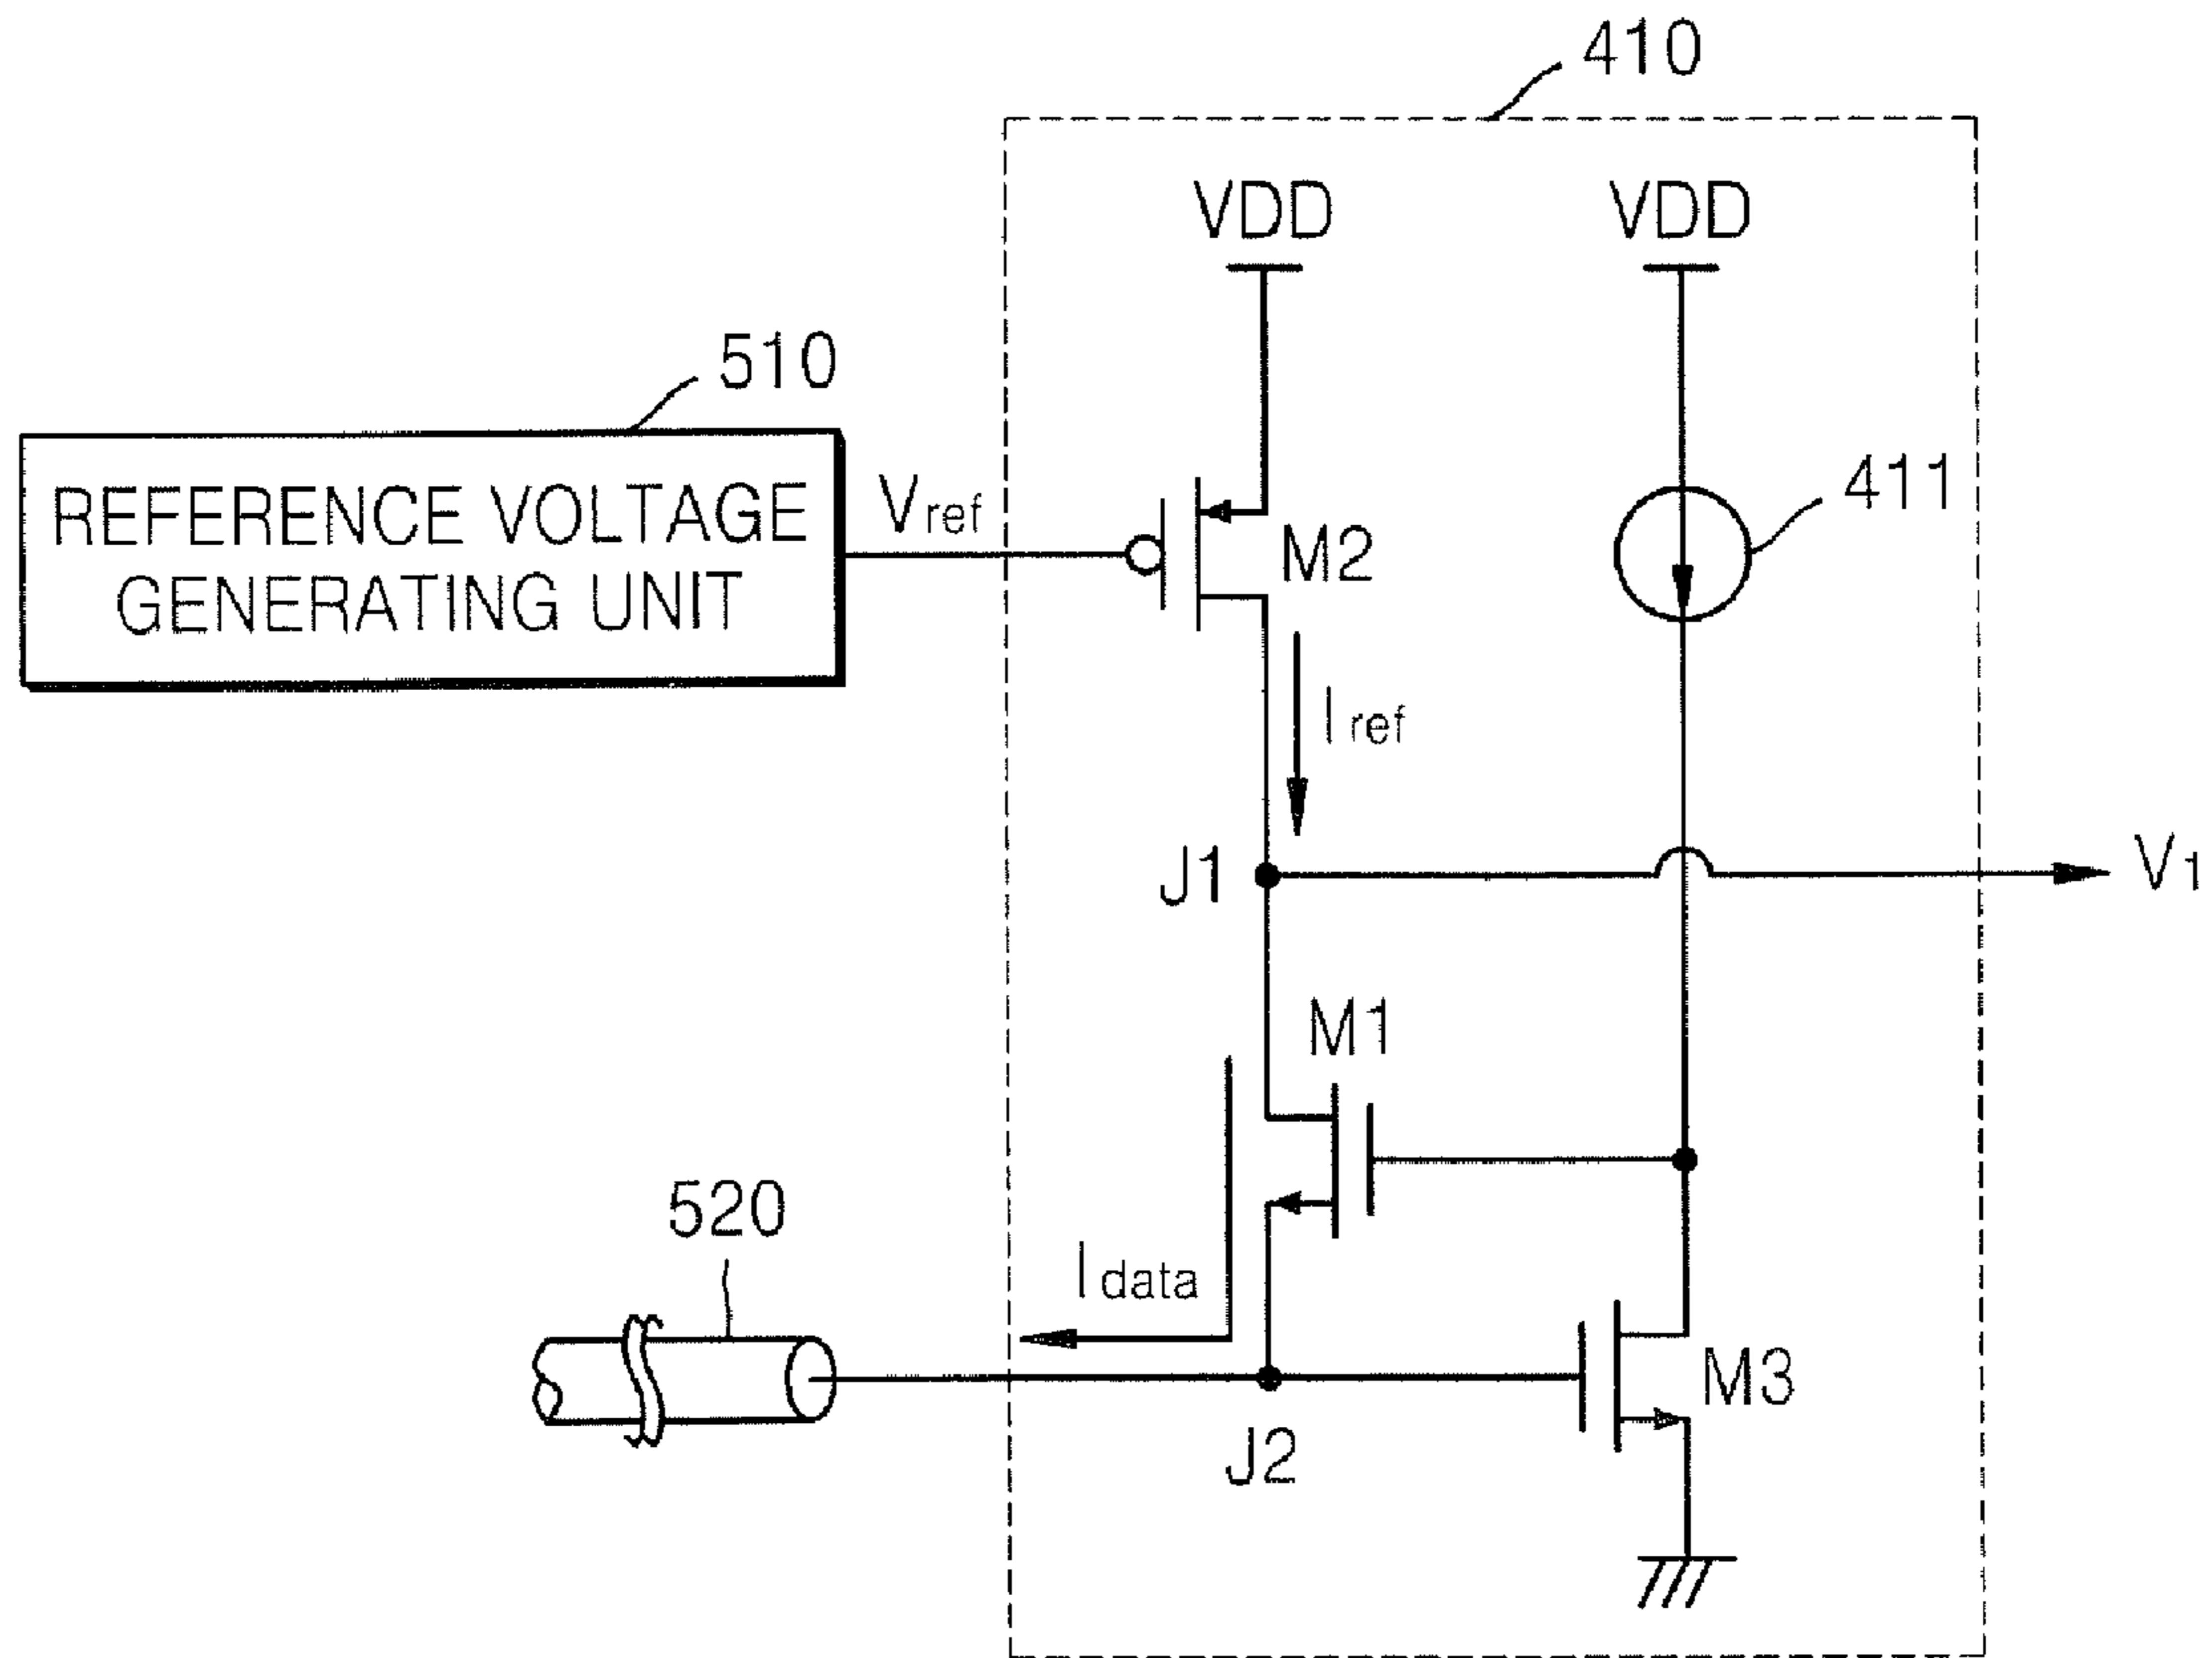 410
VDD
VDD
510
REFERENCE VOLTAGE
GENERATING UNIT
Vref
M2
411
Iref
J1
V1
M1
520
Idata
M3
J2